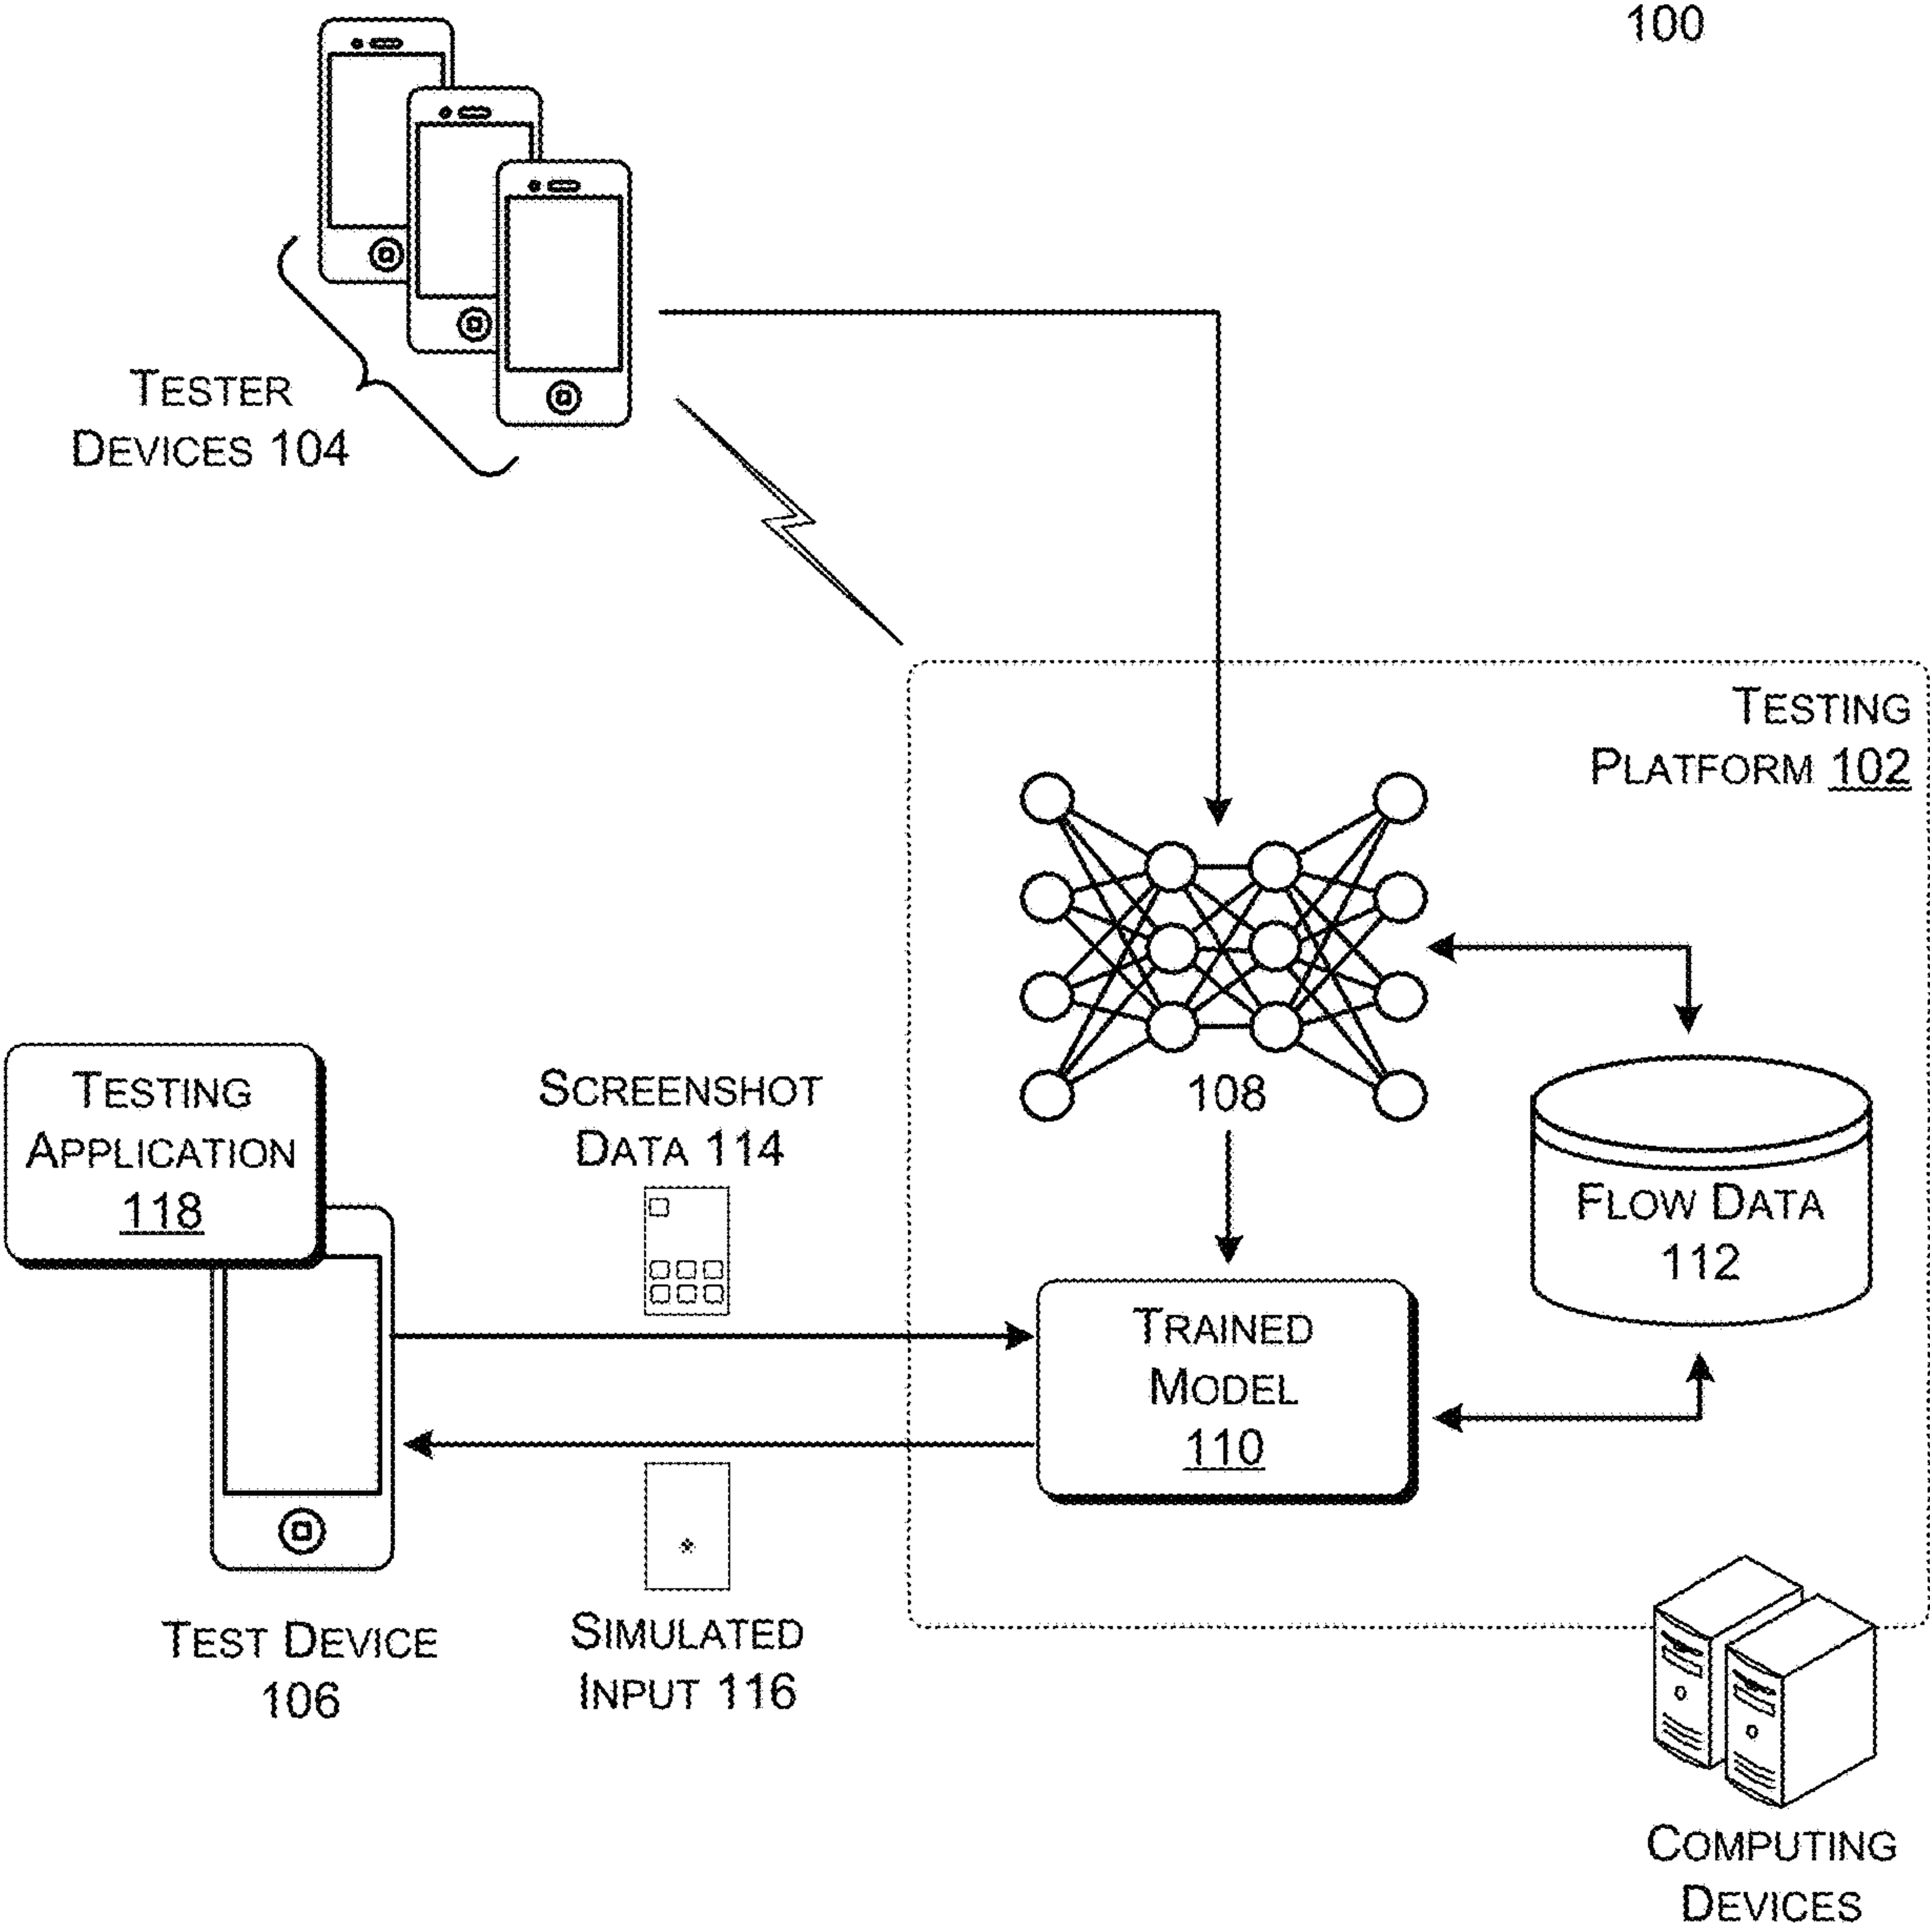 100
TESTER
DEVICES 104
TESTING
PLATFORM 102
108
TESTING
APPLICATION
118
SCREENSHOT
DATA 114
FLOW DATA
112
TRAINED
MODEL
110
TEST DEVICE
106
SIMULATED
INPUT 116
COMPUTING
DEVICES